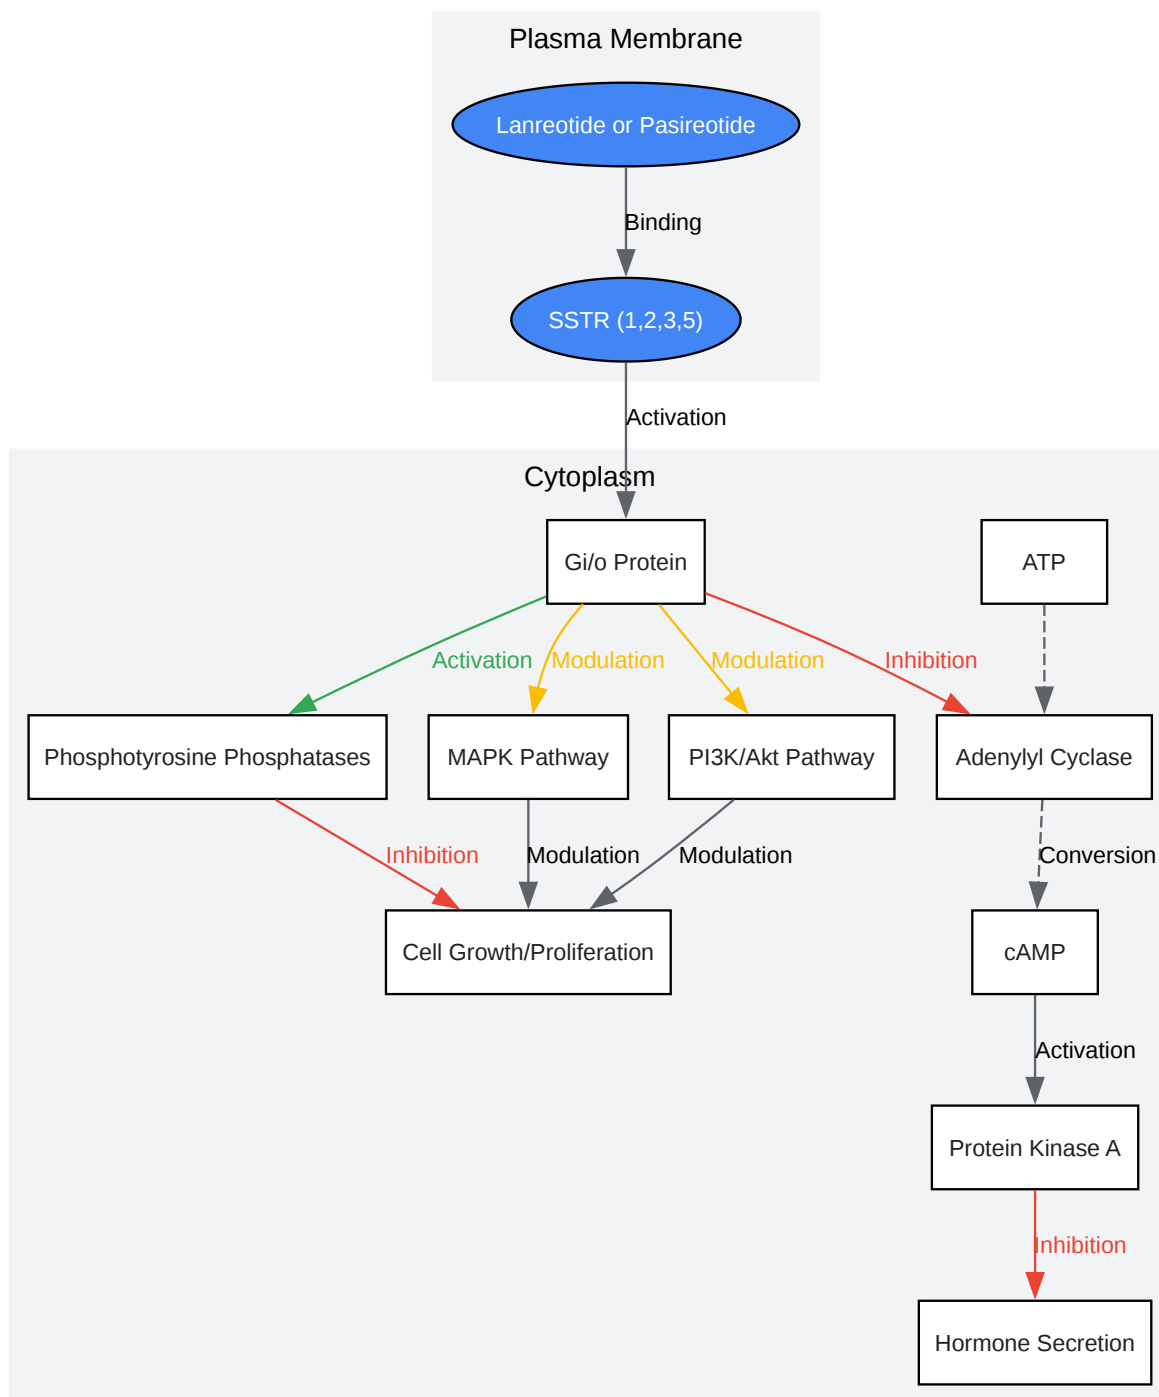 Plasma Membrane
Lanreotide or Pasireotide
Binding
SSTR (1,2,3,5)
Activation
Cytoplasm
Gi/o Protein
ATP
Activation
Modulation
Modulation
Inhibition
Phosphotyrosine Phosphatases
MAPK Pathway
PI3K/Akt Pathway
Adenylyl Cyclase
Inhibition
Modulation
Modulation
Conversion
Cell Growth/Proliferation
cAMP
Activation
Protein Kinase A
Inhibition
Hormone Secretion